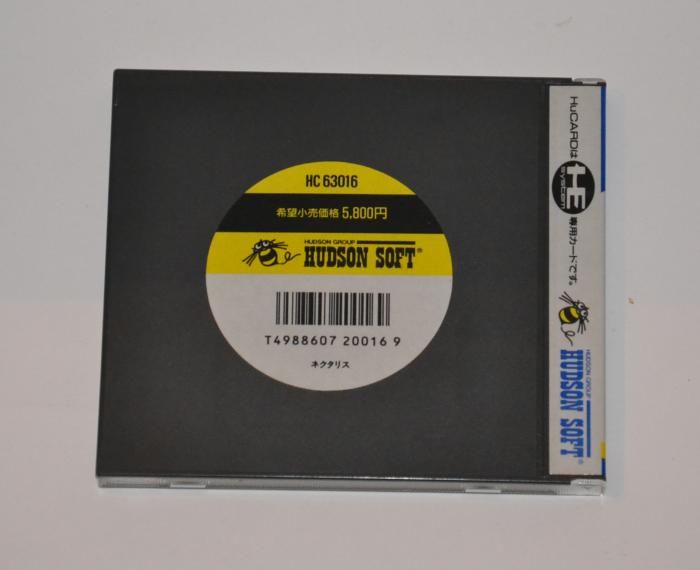 HC 63016
希望小売価格 5,800円
HUDSON GROUP
HUDSON SOFT®
T4988607 20016 9
ネクタリス
HuCARDは HE SYSTEM 専用カードです。
HUDSON GROUP
HUDSON SOFT®